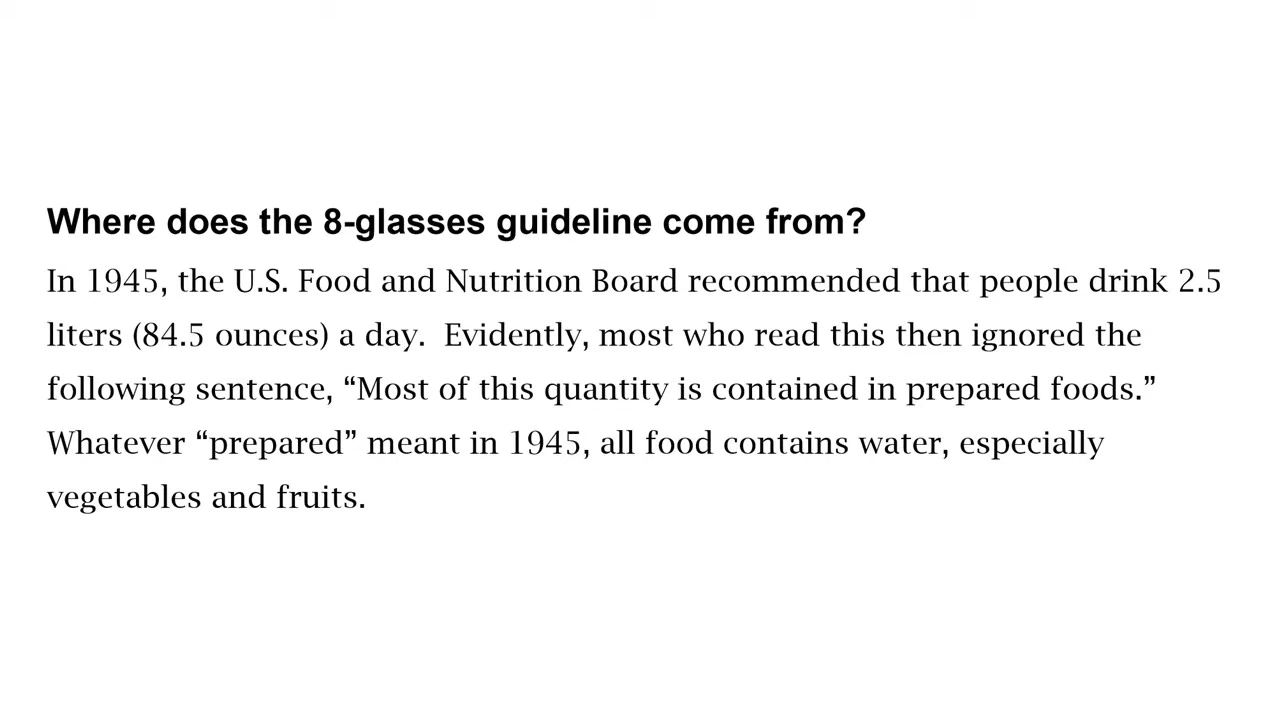 Where does the 8-glasses guideline come from?
In 1945, the U.S. Food and Nutrition Board recommended that people drink 2.5
liters (84.5 ounces) a day.  Evidently, most who read this then ignored the
following sentence, “Most of this quantity is contained in prepared foods.”
Whatever “prepared” meant in 1945, all food contains water, especially
vegetables and fruits.